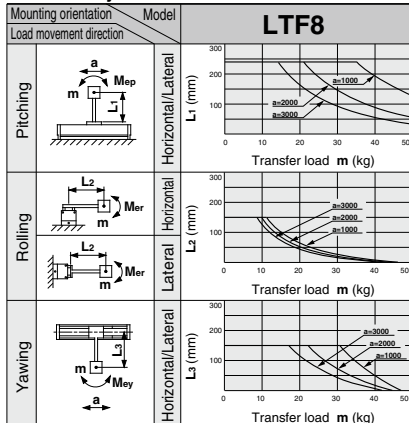 Mounting orientation
Model
Load movement direction
LTF8
Pitching
a
m
Mep
L1
Horizontal/Lateral
L1 (mm)
300
200
100
a=1000
a=2000
a=3000
0 10 20 30 40 50
Transfer load m (kg)
Rolling
L2
m
Mer
Horizontal
L2
m
Mer
Lateral
L2 (mm)
300
200
100
a=3000
a=2000
a=1000
0 10 20 30 40 50
Transfer load m (kg)
Yawing
L3
m
Mey
a
Horizontal/Lateral
L3 (mm)
300
200
100
a=3000
a=2000
a=1000
0 10 20 30 40 50
Transfer load m (kg)